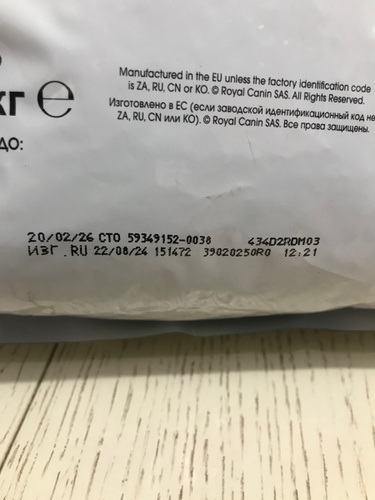 Manufactured in the EU unless the factory identification code
is ZA, RU, CN or KO. © Royal Canin SAS. All Rights Reserved.
кг ℮
Изготовлено в ЕС (если заводской идентификационный код не
ZA, RU, CN или KO). © Royal Canin SAS. Все права защищены.
ДО:
20/02/26 СТО 59349152-0038 434D2RDM03
ИЗГ.RU 22/08/24 151472 39020250R0 12:21